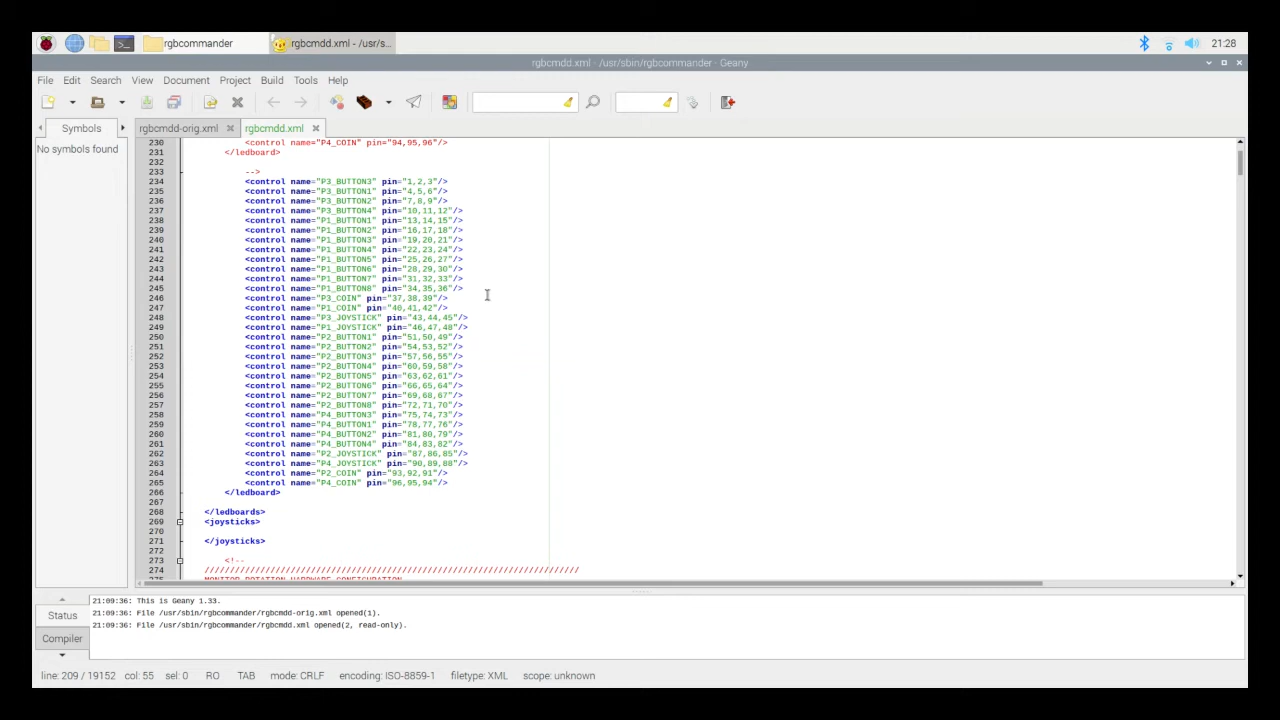 rgbcommander
rgbcmdd.xml - /usr/s...
21:28
rgbcmdd.xml - /usr/sbin/rgbcommander - Geany
File Edit Search View Document Project Build Tools Help
Symbols
rgbcmdd-orig.xml
rgbcmdd.xml
No symbols found
230 <control name="P4_COIN" pin="94,95,96"/>
231 </ledboard>
232
233 -->
234 <control name="P3_BUTTON3" pin="1,2,3"/>
235 <control name="P3_BUTTON1" pin="4,5,6"/>
236 <control name="P3_BUTTON2" pin="7,8,9"/>
237 <control name="P3_BUTTON4" pin="10,11,12"/>
238 <control name="P1_BUTTON1" pin="13,14,15"/>
239 <control name="P1_BUTTON2" pin="16,17,18"/>
240 <control name="P1_BUTTON3" pin="19,20,21"/>
241 <control name="P1_BUTTON4" pin="22,23,24"/>
242 <control name="P1_BUTTON5" pin="25,26,27"/>
243 <control name="P1_BUTTON6" pin="28,29,30"/>
244 <control name="P1_BUTTON7" pin="31,32,33"/>
245 <control name="P1_BUTTON8" pin="34,35,36"/>
246 <control name="P3_COIN" pin="37,38,39"/>
247 <control name="P1_COIN" pin="40,41,42"/>
248 <control name="P3_JOYSTICK" pin="43,44,45"/>
249 <control name="P1_JOYSTICK" pin="46,47,48"/>
250 <control name="P2_BUTTON1" pin="51,50,49"/>
251 <control name="P2_BUTTON2" pin="54,53,52"/>
252 <control name="P2_BUTTON3" pin="57,56,55"/>
253 <control name="P2_BUTTON4" pin="60,59,58"/>
254 <control name="P2_BUTTON5" pin="63,62,61"/>
255 <control name="P2_BUTTON6" pin="66,65,64"/>
256 <control name="P2_BUTTON7" pin="69,68,67"/>
257 <control name="P2_BUTTON8" pin="72,71,70"/>
258 <control name="P4_BUTTON3" pin="75,74,73"/>
259 <control name="P4_BUTTON1" pin="78,77,76"/>
260 <control name="P4_BUTTON2" pin="81,80,79"/>
261 <control name="P4_BUTTON4" pin="84,83,82"/>
262 <control name="P2_JOYSTICK" pin="87,86,85"/>
263 <control name="P4_JOYSTICK" pin="90,89,88"/>
264 <control name="P2_COIN" pin="93,92,91"/>
265 <control name="P4_COIN" pin="96,95,94"/>
266 </ledboard>
267
268 </ledboards>
269 <joysticks>
270
271 </joysticks>
272
273 <!--
274 //////////////////////////////////////////////////////////////////////////
275 MONITOR ROTATION HARDWARE CONFIGURATION
Status
Compiler
21:09:36: This is Geany 1.33.
21:09:36: File /usr/sbin/rgbcommander/rgbcmdd-orig.xml opened(1).
21:09:36: File /usr/sbin/rgbcommander/rgbcmdd.xml opened(2, read-only).
line: 209 / 19152 col: 55 sel: 0 RO TAB mode: CRLF encoding: ISO-8859-1 filetype: XML scope: unknown